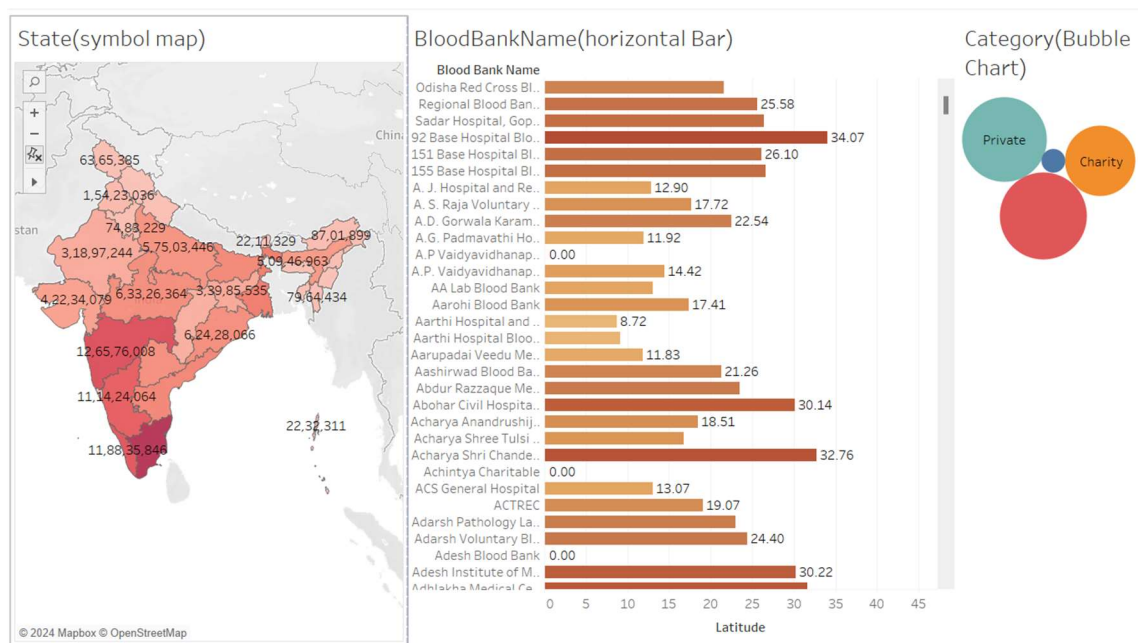 State(symbol map)
63,65,385
1,54,23,036
74,83,229
3,18,97,244
5,75,03,446
22,11,329
87,01,899
5,09,46,963
4,22,34,079
6,33,26,364
3,39,85,535
79,64,434
6,24,28,066
12,65,76,008
11,14,24,064
11,88,35,846
22,32,311
China
stan
© 2024 Mapbox © OpenStreetMap
BloodBankName(horizontal Bar)
Blood Bank Name
Odisha Red Cross Bl..
Regional Blood Ban.. 25.58
Sadar Hospital, Gop..
92 Base Hospital Blo.. 34.07
151 Base Hospital Bl.. 26.10
155 Base Hospital Bl..
A. J. Hospital and Re.. 12.90
A. S. Raja Voluntary .. 17.72
A.D. Gorwala Karam.. 22.54
A.G. Padmavathi Ho.. 11.92
A.P Vaidyavidhanap.. 0.00
A.P. Vaidyavidhanap.. 14.42
AA Lab Blood Bank
Aarohi Blood Bank 17.41
Aarthi Hospital and .. 8.72
Aarthi Hospital Bloo..
Aarupadai Veedu Me.. 11.83
Aashirwad Blood Ba.. 21.26
Abdur Razzaque Me..
Abohar Civil Hospita.. 30.14
Acharya Anandrushij.. 18.51
Acharya Shree Tulsi ..
Acharya Shri Chande.. 32.76
Achintya Charitable 0.00
ACS General Hospital 13.07
ACTREC 19.07
Adarsh Pathology La..
Adarsh Voluntary Bl.. 24.40
Adesh Blood Bank 0.00
Adesh Institute of M.. 30.22
Adhlakha Medical Ce..
0 5 10 15 20 25 30 35 40 45
Latitude
Category(Bubble
Chart)
Private
Charity